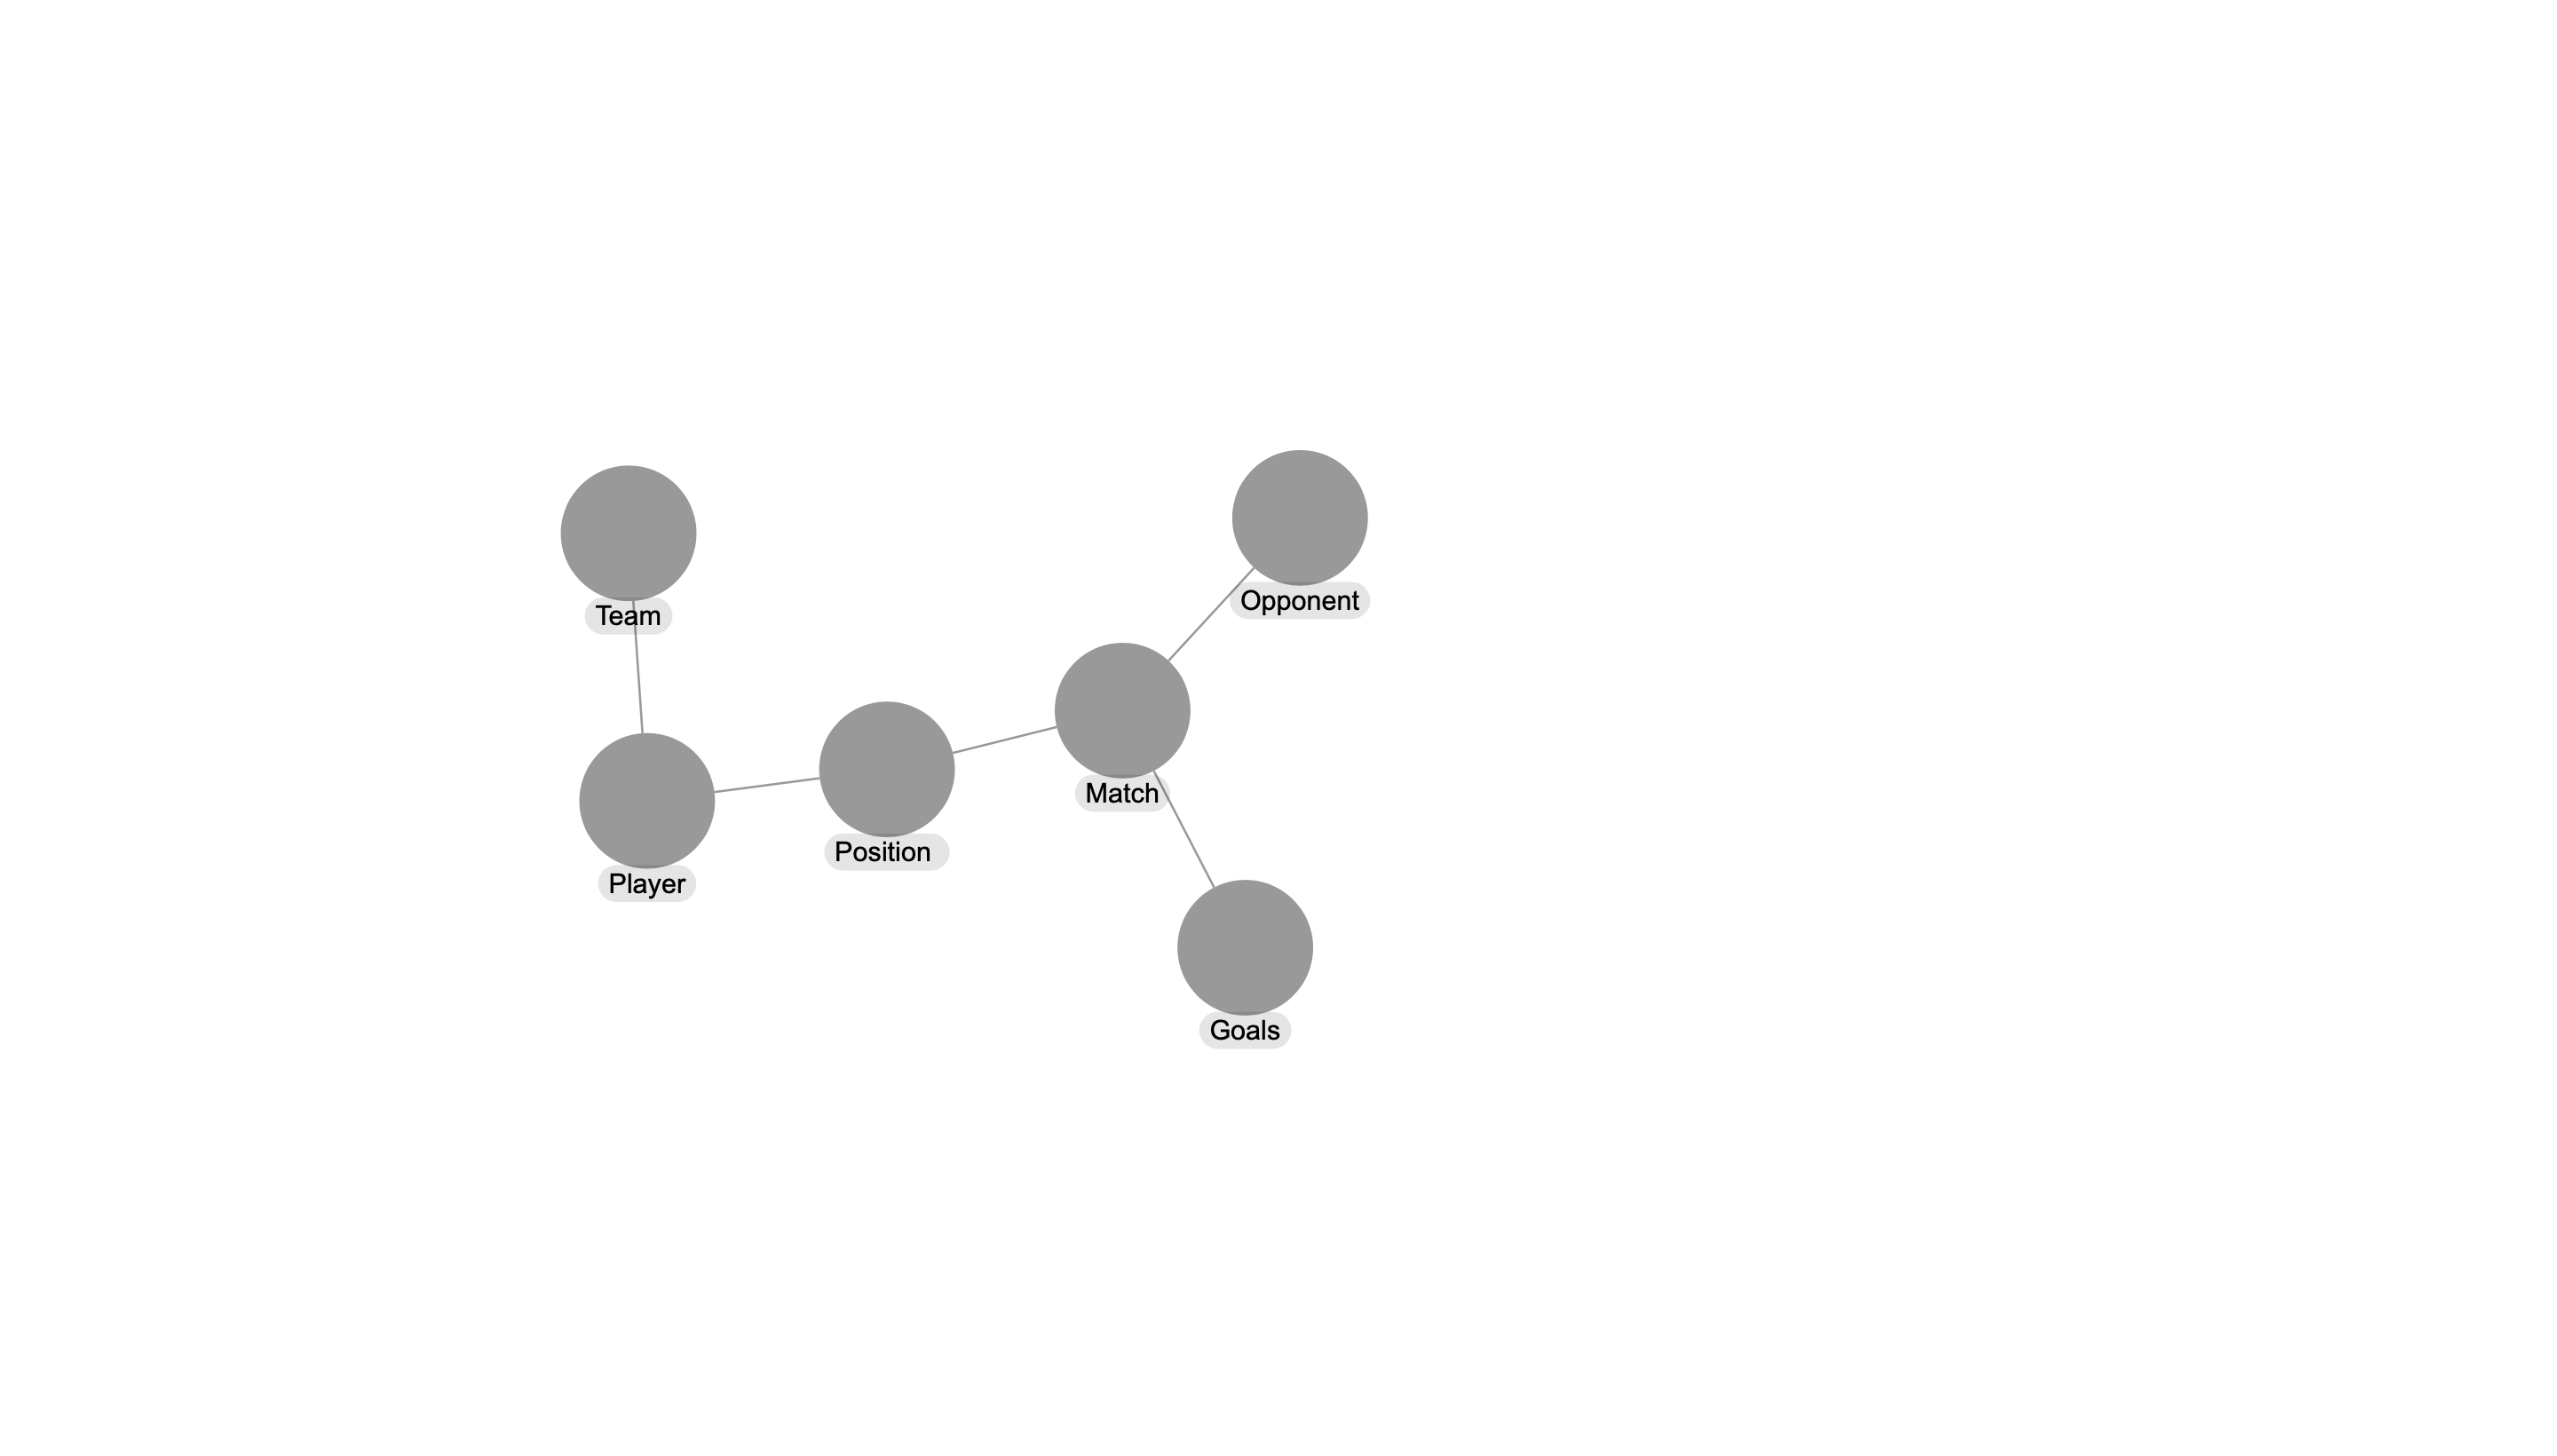 Opponent
Team
Match
Position
Player
Goals